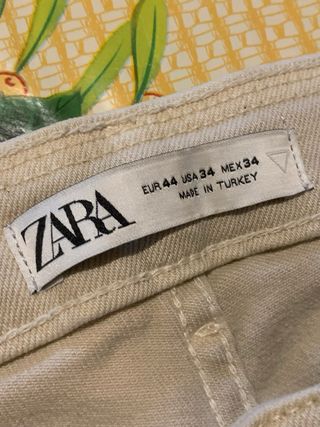 ZARA
EUR 44 USA 34 MEX 34
MADE IN TURKEY